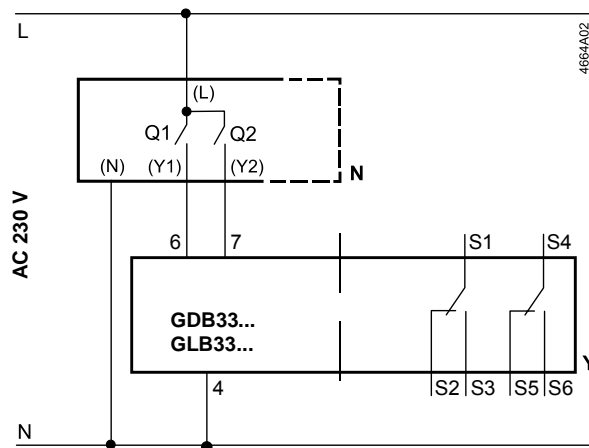 L
4664A02
(L)
Q1 Q2
(N) (Y1) (Y2) N
AC 230 V
6 7 S1 S4
GDB33...
GLB33...
Y
4 S2 S3 S5 S6
N